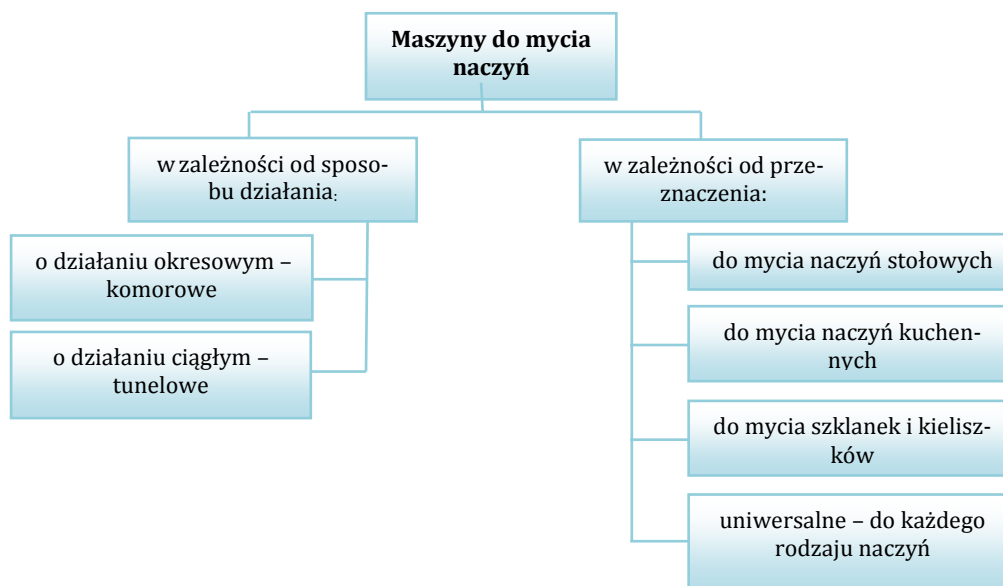 Maszyny do mycia
naczyń
w zależności od sposo-
bu działania:
o działaniu okresowym –
komorowe
o działaniu ciągłym –
tunelowe
w zależności od prze-
znaczenia:
do mycia naczyń stołowych
do mycia naczyń kuchen-
nych
do mycia szklanek i kielisz-
ków
uniwersalne – do każdego
rodzaju naczyń